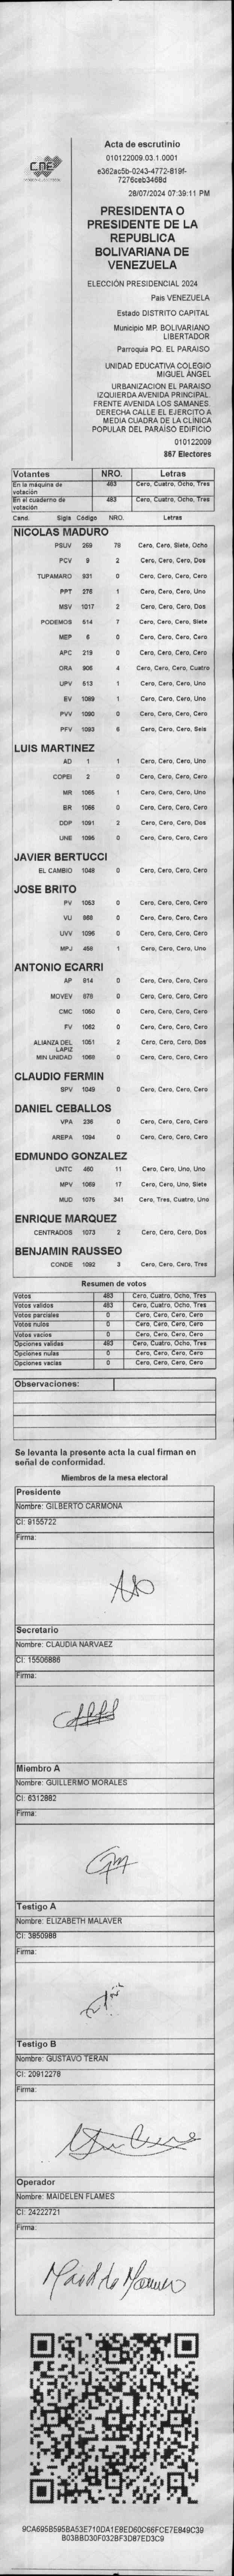 CNE
Acta de escrutinio
010122009.03.1.0001
e362ac5b-0243-4772-819f-
7276ceb3468d
28/07/2024 07:39:11 PM
PRESIDENTA O
PRESIDENTE DE LA
REPUBLICA
BOLIVARIANA DE
VENEZUELA
ELECCIÓN PRESIDENCIAL 2024
Pais VENEZUELA
Estado DISTRITO CAPITAL
Municipio MP. BOLIVARIANO
LIBERTADOR
Parroquia PQ. EL PARAISO
UNIDAD EDUCATIVA COLEGIO
MIGUEL ANGEL
URBANIZACION EL PARAISO
IZQUIERDA AVENIDA PRINCIPAL.
FRENTE AVENIDA LOS SAMANES.
DERECHA CALLE EL EJERCITO A
MEDIA CUADRA DE LA CLÍNICA
POPULAR DEL PARAÍSO EDIFICIO
010122009
867 Electores
Votantes NRO. Letras
En la máquina de votación 483 Cero, Cuatro, Ocho, Tres
En el cuaderno de votación 483 Cero, Cuatro, Ocho, Tres
Cand. Sigla Código NRO. Letras
NICOLAS MADURO
PSUV 269 78 Cero, Cero, Siete, Ocho
PCV 9 2 Cero, Cero, Cero, Dos
TUPAMARO 931 0 Cero, Cero, Cero, Cero
PPT 276 1 Cero, Cero, Cero, Uno
MSV 1017 2 Cero, Cero, Cero, Dos
PODEMOS 514 7 Cero, Cero, Cero, Siete
MEP 6 0 Cero, Cero, Cero, Cero
APC 219 0 Cero, Cero, Cero, Cero
ORA 906 4 Cero, Cero, Cero, Cuatro
UPV 613 1 Cero, Cero, Cero, Uno
EV 1089 1 Cero, Cero, Cero, Uno
PVV 1090 0 Cero, Cero, Cero, Cero
PFV 1093 6 Cero, Cero, Cero, Seis
LUIS MARTINEZ
AD 1 1 Cero, Cero, Cero, Uno
COPEI 2 0 Cero, Cero, Cero, Cero
MR 1065 1 Cero, Cero, Cero, Uno
BR 1066 0 Cero, Cero, Cero, Cero
DDP 1091 2 Cero, Cero, Cero, Dos
UNE 1095 0 Cero, Cero, Cero, Cero
JAVIER BERTUCCI
EL CAMBIO 1048 0 Cero, Cero, Cero, Cero
JOSE BRITO
PV 1053 0 Cero, Cero, Cero, Cero
VU 888 0 Cero, Cero, Cero, Cero
UVV 1096 0 Cero, Cero, Cero, Cero
MPJ 458 1 Cero, Cero, Cero, Uno
ANTONIO ECARRI
AP 814 0 Cero, Cero, Cero, Cero
MOVEV 878 0 Cero, Cero, Cero, Cero
CMC 1060 0 Cero, Cero, Cero, Cero
FV 1062 0 Cero, Cero, Cero, Cero
ALIANZA DEL LAPIZ 1051 2 Cero, Cero, Cero, Dos
MIN UNIDAD 1068 0 Cero, Cero, Cero, Cero
CLAUDIO FERMIN
SPV 1049 0 Cero, Cero, Cero, Cero
DANIEL CEBALLOS
VPA 236 0 Cero, Cero, Cero, Cero
AREPA 1094 0 Cero, Cero, Cero, Cero
EDMUNDO GONZALEZ
UNTC 460 11 Cero, Cero, Uno, Uno
MPV 1069 17 Cero, Cero, Uno, Siete
MUD 1075 341 Cero, Tres, Cuatro, Uno
ENRIQUE MARQUEZ
CENTRADOS 1073 2 Cero, Cero, Cero, Dos
BENJAMIN RAUSSEO
CONDE 1092 3 Cero, Cero, Cero, Tres
Resumen de votos
Votos 483 Cero, Cuatro, Ocho, Tres
Votos validos 483 Cero, Cuatro, Ocho, Tres
Votos parciales 0 Cero, Cero, Cero, Cero
Votos nulos 0 Cero, Cero, Cero, Cero
Votos vacios 0 Cero, Cero, Cero, Cero
Opciones validas 483 Cero, Cuatro, Ocho, Tres
Opciones nulas 0 Cero, Cero, Cero, Cero
Opciones vacias 0 Cero, Cero, Cero, Cero
Observaciones:
Se levanta la presente acta la cual firman en
señal de conformidad.
Miembros de la mesa electoral
Presidente
Nombre: GILBERTO CARMONA
CI: 9155722
Firma:
Secretario
Nombre: CLAUDIA NARVAEZ
CI: 15506886
Firma:
Miembro A
Nombre: GUILLERMO MORALES
CI: 6312882
Firma:
Testigo A
Nombre: ELIZABETH MALAVER
CI: 3850988
Firma:
Testigo B
Nombre: GUSTAVO TERAN
CI: 20912278
Firma:
Operador
Nombre: MAIDELEN FLAMES
CI: 24222721
Firma:
9CA695B595BA53E710DA1E8ED60C66FCE7E849C39
B03BBD30F032BF3D87ED3C9